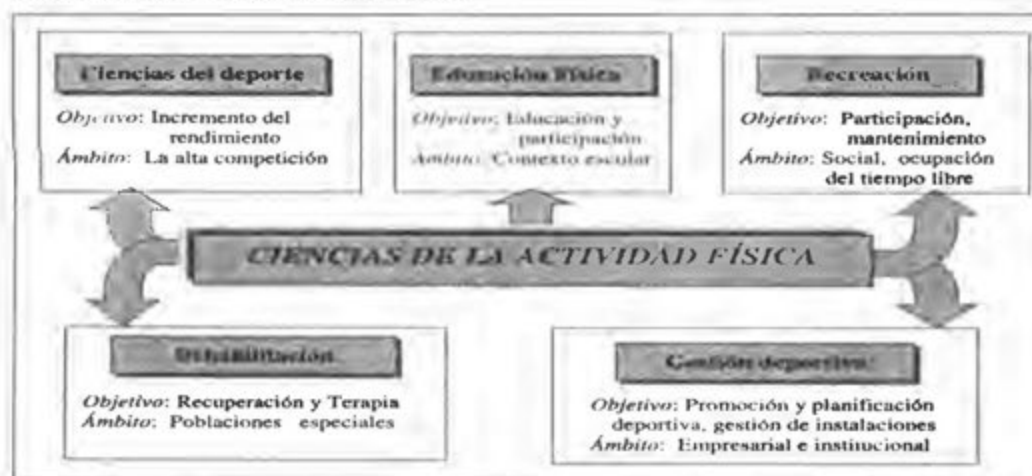 Ciencias del deporte
Objetivo: Incremento del
rendimiento
Ámbito: La alta competición
Educación Física
Objetivo: Educación y
participación
Ámbito: Contexto escolar
Recreación
Objetivo: Participación,
mantenimiento
Ámbito: Social, ocupación
del tiempo libre
CIENCIAS DE LA ACTIVIDAD FÍSICA
Rehabilitación
Objetivo: Recuperación y Terapia
Ámbito: Poblaciones especiales
Gestión deportiva
Objetivo: Promoción y planificación
deportiva, gestión de instalaciones
Ámbito: Empresarial e institucional